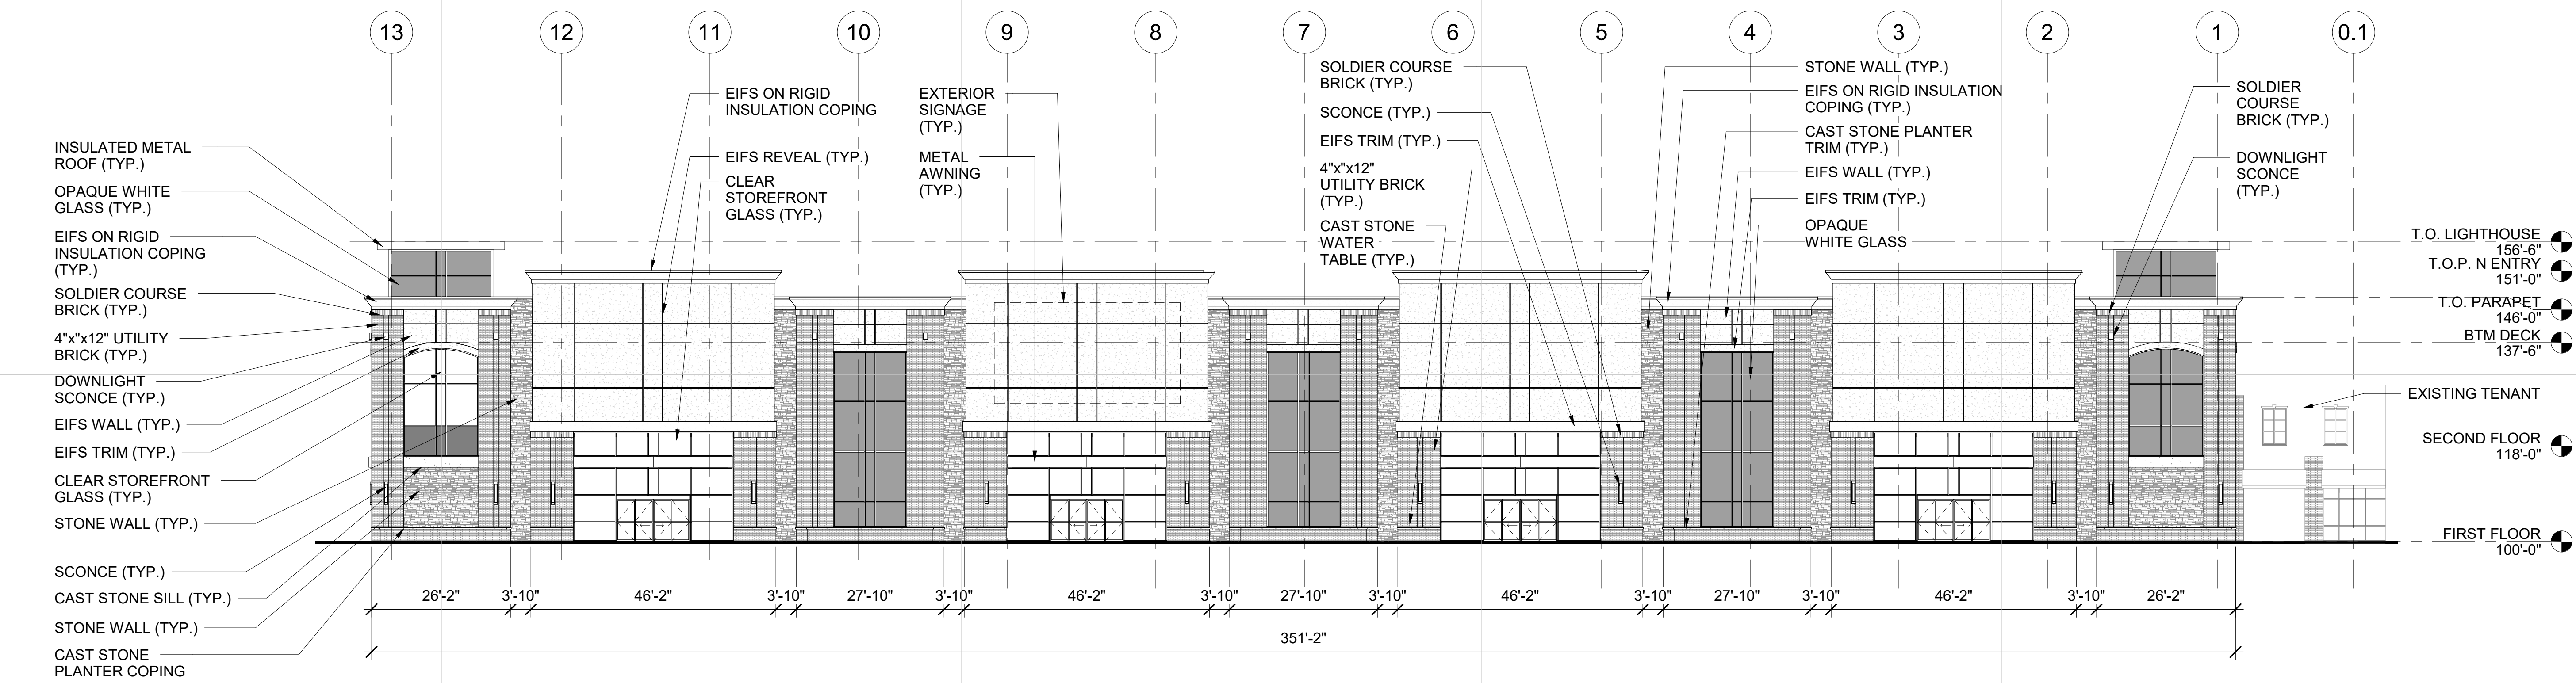 13
12
11
10
9
8
7
6
5
4
3
2
1
0.1
INSULATED METAL
ROOF (TYP.)
OPAQUE WHITE
GLASS (TYP.)
EIFS ON RIGID
INSULATION COPING
(TYP.)
SOLDIER COURSE
BRICK (TYP.)
4"x"x12" UTILITY
BRICK (TYP.)
DOWNLIGHT
SCONCE (TYP.)
EIFS WALL (TYP.)
EIFS TRIM (TYP.)
CLEAR STOREFRONT
GLASS (TYP.)
STONE WALL (TYP.)
SCONCE (TYP.)
CAST STONE SILL (TYP.)
STONE WALL (TYP.)
CAST STONE
PLANTER COPING
EIFS ON RIGID
INSULATION COPING
EIFS REVEAL (TYP.)
CLEAR
STOREFRONT
GLASS (TYP.)
EXTERIOR
SIGNAGE
(TYP.)
METAL
AWNING
(TYP.)
SOLDIER COURSE
BRICK (TYP.)
SCONCE (TYP.)
EIFS TRIM (TYP.)
4"x"x12"
UTILITY BRICK
(TYP.)
CAST STONE
WATER
TABLE (TYP.)
STONE WALL (TYP.)
EIFS ON RIGID INSULATION
COPING (TYP.)
CAST STONE PLANTER
TRIM (TYP.)
EIFS WALL (TYP.)
EIFS TRIM (TYP.)
OPAQUE
WHITE GLASS
SOLDIER
COURSE
BRICK (TYP.)
DOWNLIGHT
SCONCE
(TYP.)
T.O. LIGHTHOUSE
156'-6"
T.O.P. N ENTRY
151'-0"
T.O. PARAPET
146'-0"
BTM DECK
137'-6"
EXISTING TENANT
SECOND FLOOR
118'-0"
FIRST FLOOR
100'-0"
26'-2"
3'-10"
46'-2"
3'-10"
27'-10"
3'-10"
46'-2"
3'-10"
27'-10"
3'-10"
46'-2"
3'-10"
27'-10"
3'-10"
46'-2"
3'-10"
26'-2"
351'-2"